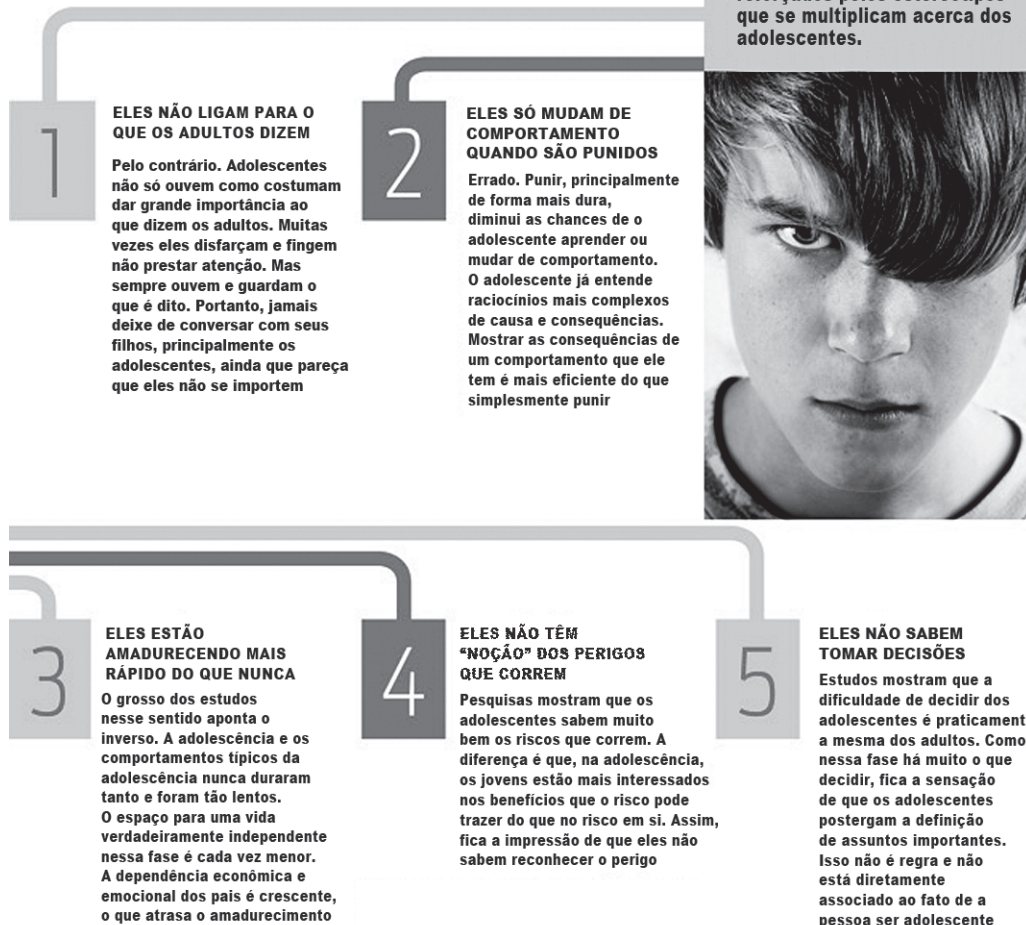 que se multiplicam acerca dos
adolescentes.
1
ELES NÃO LIGAM PARA O
QUE OS ADULTOS DIZEM
Pelo contrário. Adolescentes
não só ouvem como costumam
dar grande importância ao
que dizem os adultos. Muitas
vezes eles disfarçam e fingem
não prestar atenção. Mas
sempre ouvem e guardam o
que é dito. Portanto, jamais
deixe de conversar com seus
filhos, principalmente os
adolescentes, ainda que pareça
que eles não se importem
2
ELES SÓ MUDAM DE
COMPORTAMENTO
QUANDO SÃO PUNIDOS
Errado. Punir, principalmente
de forma mais dura,
diminui as chances de o
adolescente aprender ou
mudar de comportamento.
O adolescente já entende
raciocínios mais complexos
de causa e consequências.
Mostrar as consequências de
um comportamento que ele
tem é mais eficiente do que
simplesmente punir
3
ELES ESTÃO
AMADURECENDO MAIS
RÁPIDO DO QUE NUNCA
O grosso dos estudos
nesse sentido aponta o
inverso. A adolescência e os
comportamentos típicos da
adolescência nunca duraram
tanto e foram tão lentos.
O espaço para uma vida
verdadeiramente independente
nessa fase é cada vez menor.
A dependência econômica e
emocional dos pais é crescente,
o que atrasa o amadurecimento
4
ELES NÃO TÊM
“NOÇÃO” DOS PERIGOS
QUE CORREM
Pesquisas mostram que os
adolescentes sabem muito
bem os riscos que correm. A
diferença é que, na adolescência,
os jovens estão mais interessados
nos benefícios que o risco pode
trazer do que no risco em si. Assim,
fica a impressão de que eles não
sabem reconhecer o perigo
5
ELES NÃO SABEM
TOMAR DECISÕES
Estudos mostram que a
dificuldade de decidir dos
adolescentes é praticament
a mesma dos adultos. Como
nessa fase há muito o que
decidir, fica a sensação
de que os adolescentes
postergam a definição
de assuntos importantes.
Isso não é regra e não
está diretamente
associado ao fato de a
pessoa ser adolescente